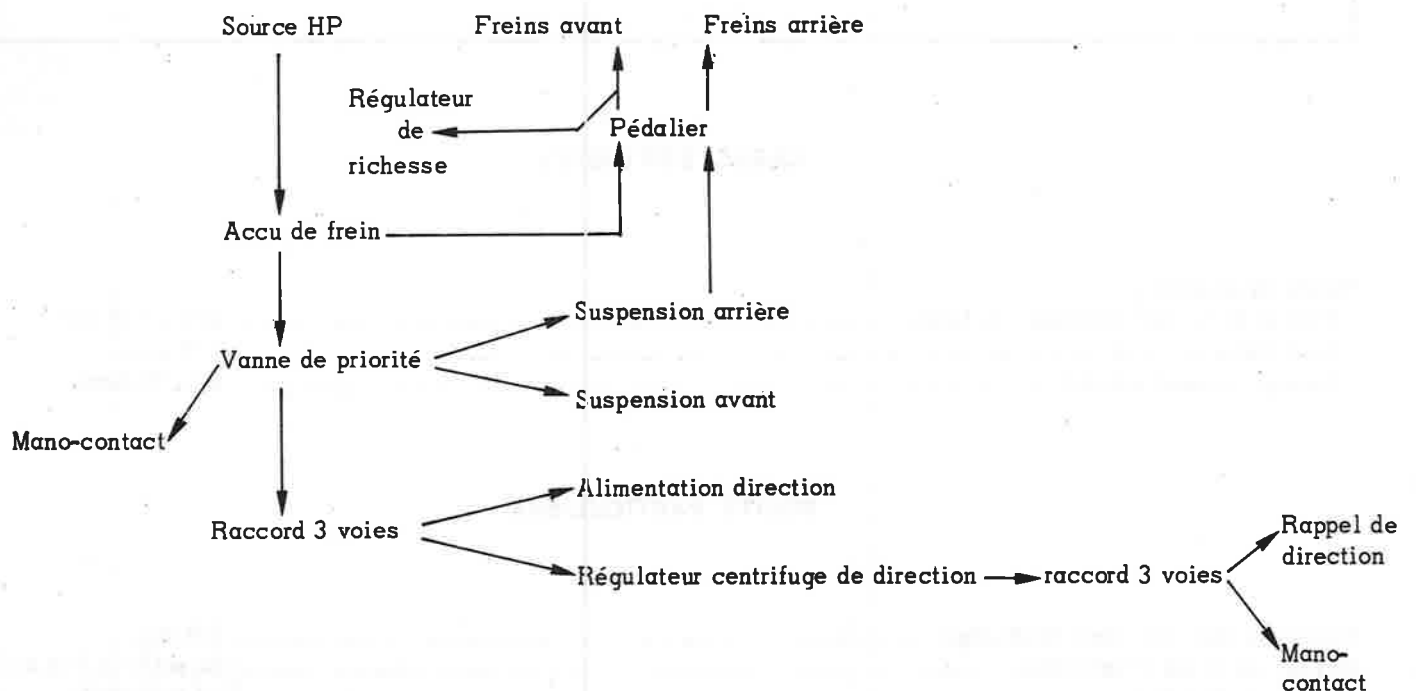 Source HP
Freins avant
Freins arrière
Régulateur
de
richesse
Pédalier
Accu de frein
Suspension arrière
Vanne de priorité
Suspension avant
Mano-contact
Alimentation direction
Raccord 3 voies
Régulateur centrifuge de direction
raccord 3 voies
Rappel de
direction
Mano-
contact